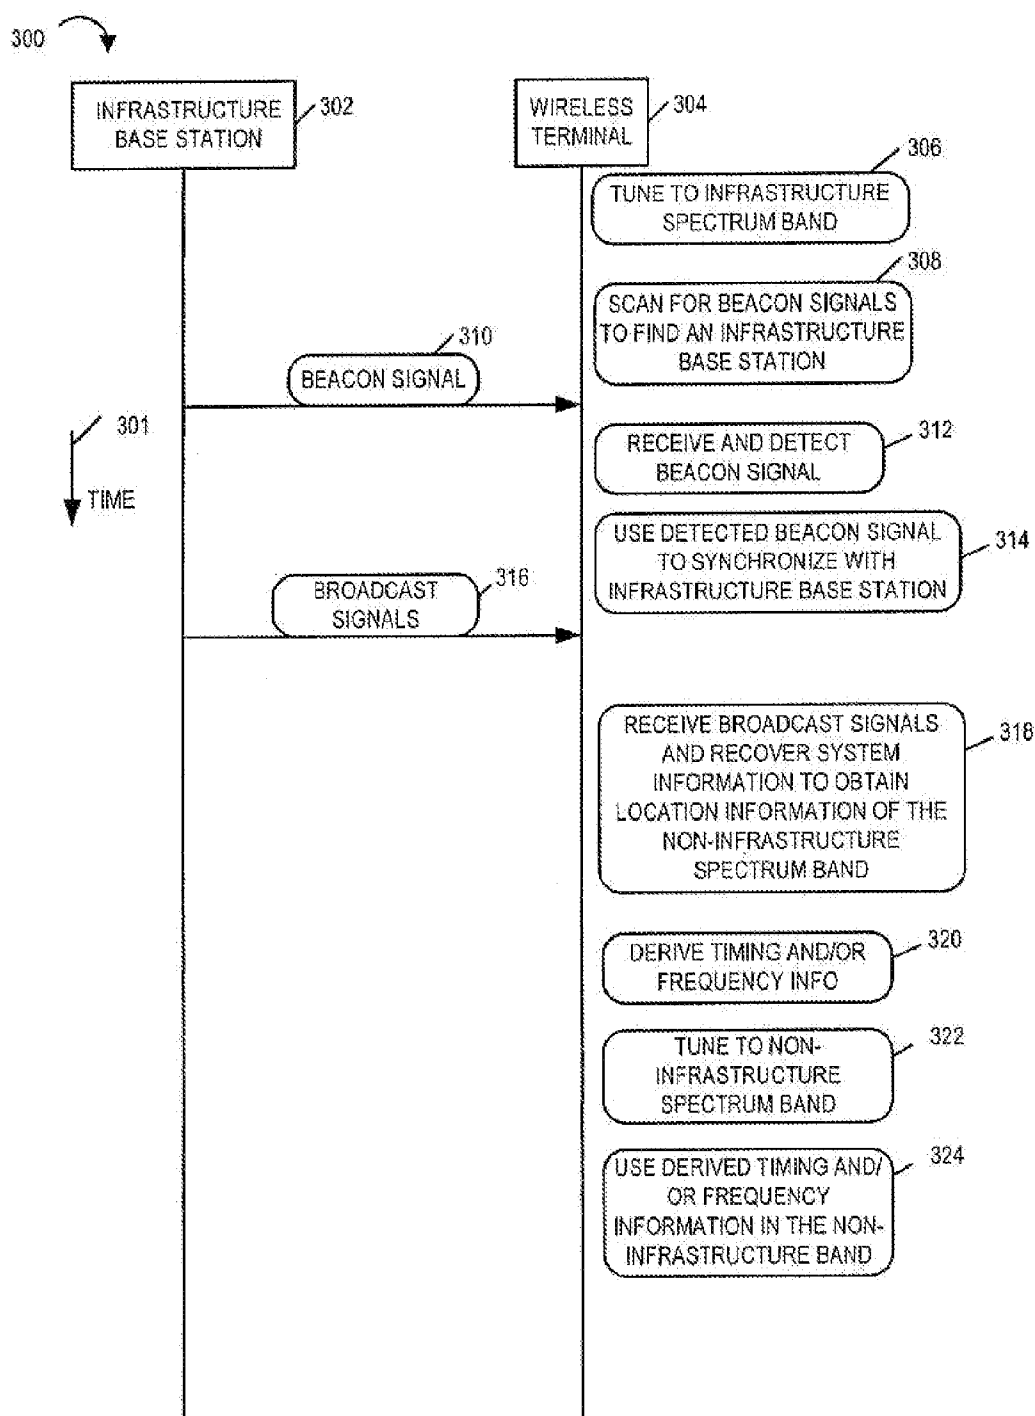 300
INFRASTRUCTURE
BASE STATION
302
WIRELESS
TERMINAL
304
306
TUNE TO INFRASTRUCTURE
SPECTRUM BAND
308
SCAN FOR BEACON SIGNALS
TO FIND AN INFRASTRUCTURE
BASE STATION
310
BEACON SIGNAL
301
TIME
312
RECEIVE AND DETECT
BEACON SIGNAL
314
USE DETECTED BEACON SIGNAL
TO SYNCHRONIZE WITH
INFRASTRUCTURE BASE STATION
316
BROADCAST
SIGNALS
318
RECEIVE BROADCAST SIGNALS
AND RECOVER SYSTEM
INFORMATION TO OBTAIN
LOCATION INFORMATION OF THE
NON-INFRASTRUCTURE
SPECTRUM BAND
320
DERIVE TIMING AND/OR
FREQUENCY INFO
322
TUNE TO NON-
INFRASTRUCTURE
SPECTRUM BAND
324
USE DERIVED TIMING AND/
OR FREQUENCY
INFORMATION IN THE NON-
INFRASTRUCTURE BAND